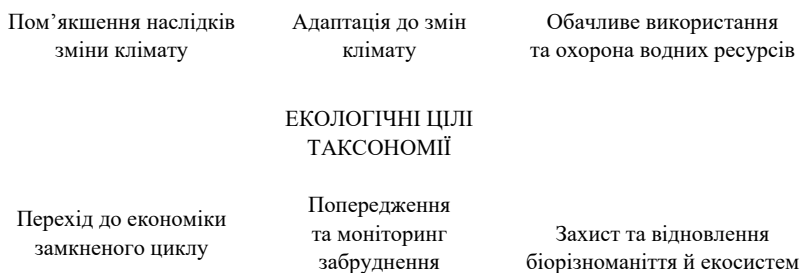 Пом’якшення наслідків
зміни клімату
Адаптація до змін
клімату
Обачливе використання
та охорона водних ресурсів
ЕКОЛОГІЧНІ ЦІЛІ
ТАКСОНОМІЇ
Перехід до економіки
замкненого циклу
Попередження
та моніторинг
забруднення
Захист та відновлення
біорізноманіття й екосистем